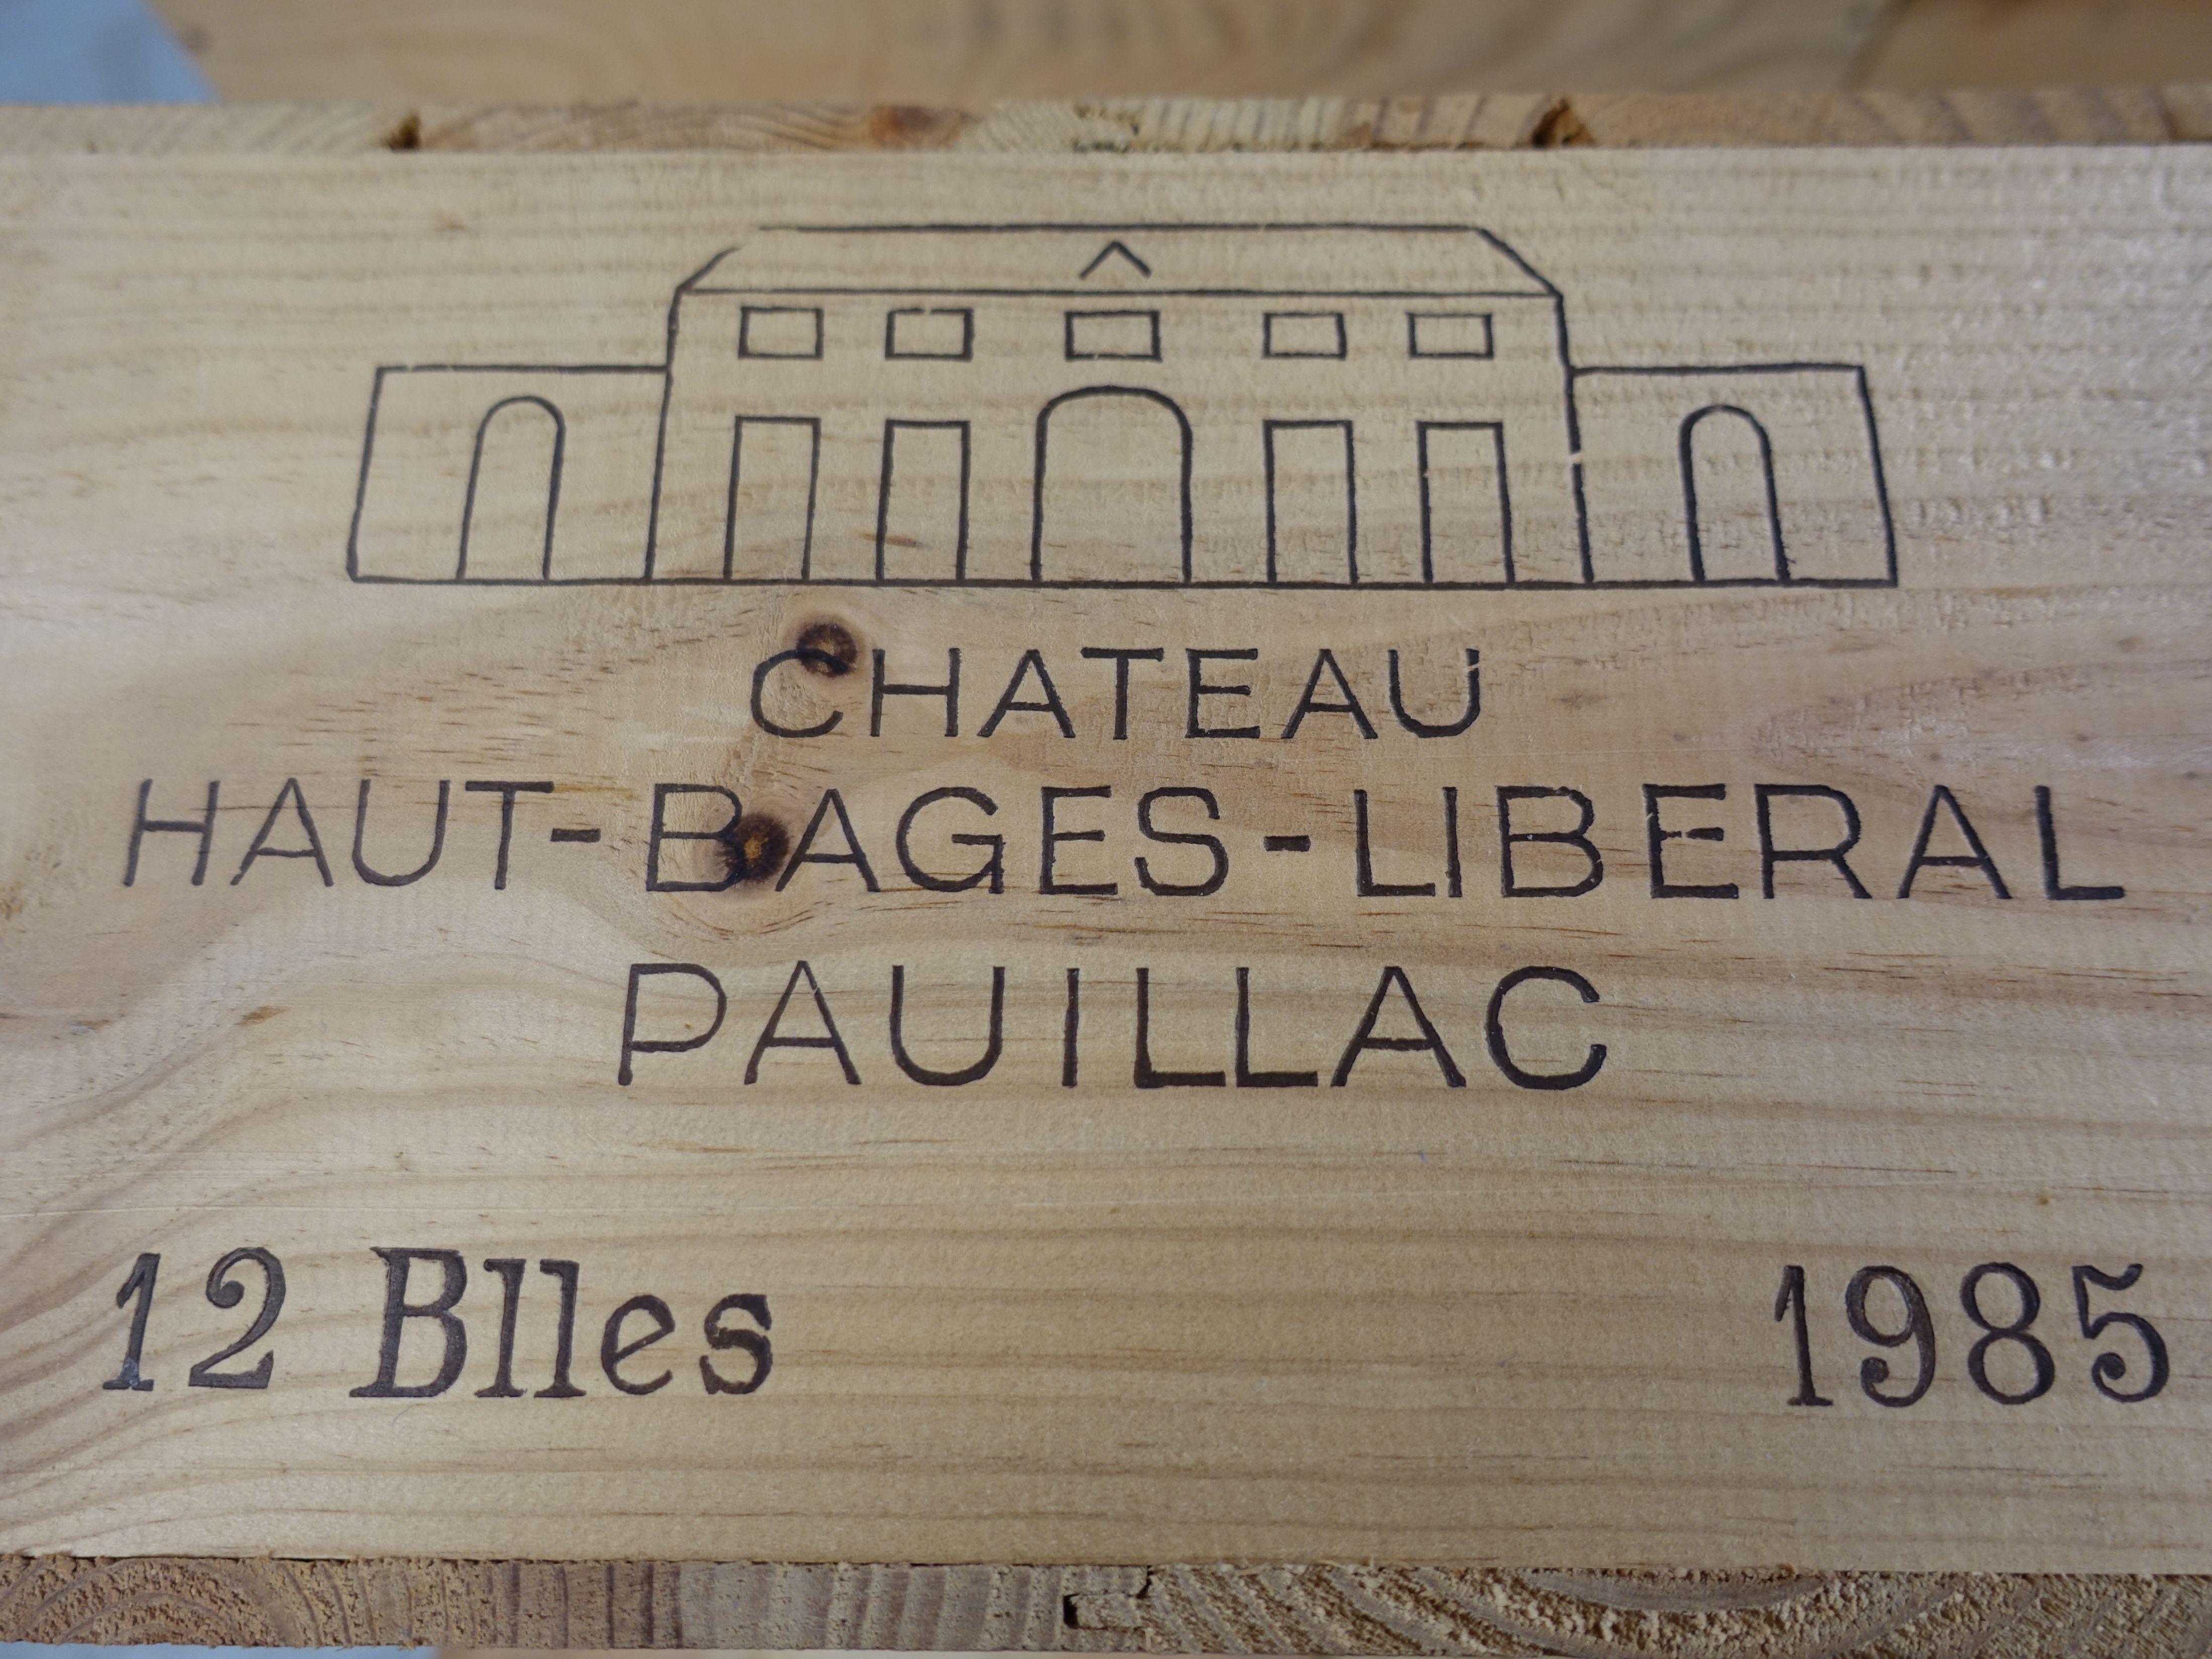 CHATEAU
HAUT-BAGES-LIBERAL
PAUILLAC
12 Blles 1985